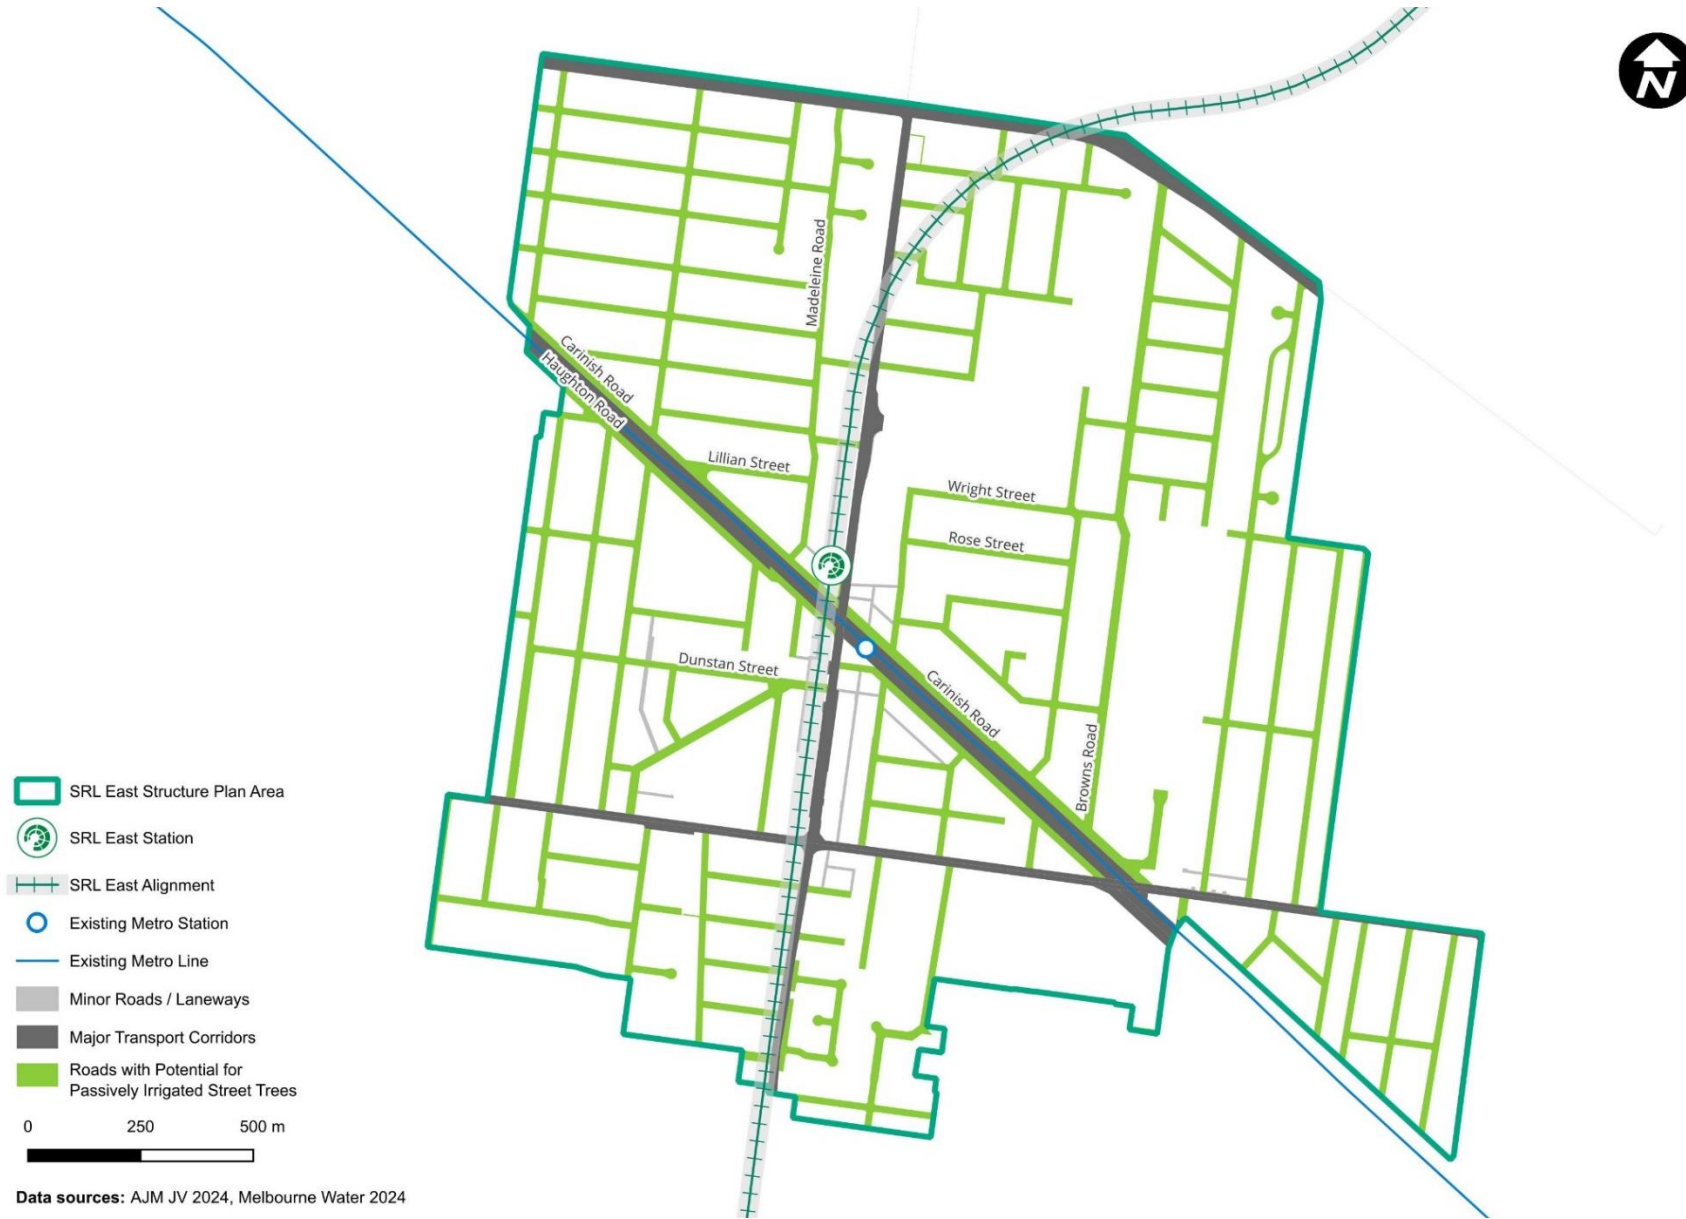 N
Madeleine Road
Carinish Road
Haughton Road
Lillian Street
Wright Street
Rose Street
Dunstan Street
Carinish Road
Browns Road
SRL East Structure Plan Area
SRL East Station
SRL East Alignment
Existing Metro Station
Existing Metro Line
Minor Roads / Laneways
Major Transport Corridors
Roads with Potential for
Passively Irrigated Street Trees
0 250 500 m
Data sources: AJM JV 2024, Melbourne Water 2024